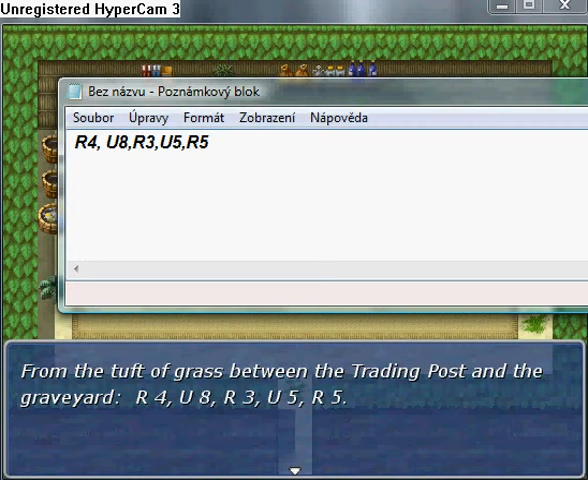 Unregistered HyperCam 3
Bez názvu - Poznámkový blok
Soubor Úpravy Formát Zobrazení Nápověda
R4, U8,R3,U5,R5
From the tuft of grass between the Trading Post and the
graveyard: R 4, U 8, R 3, U 5, R 5.